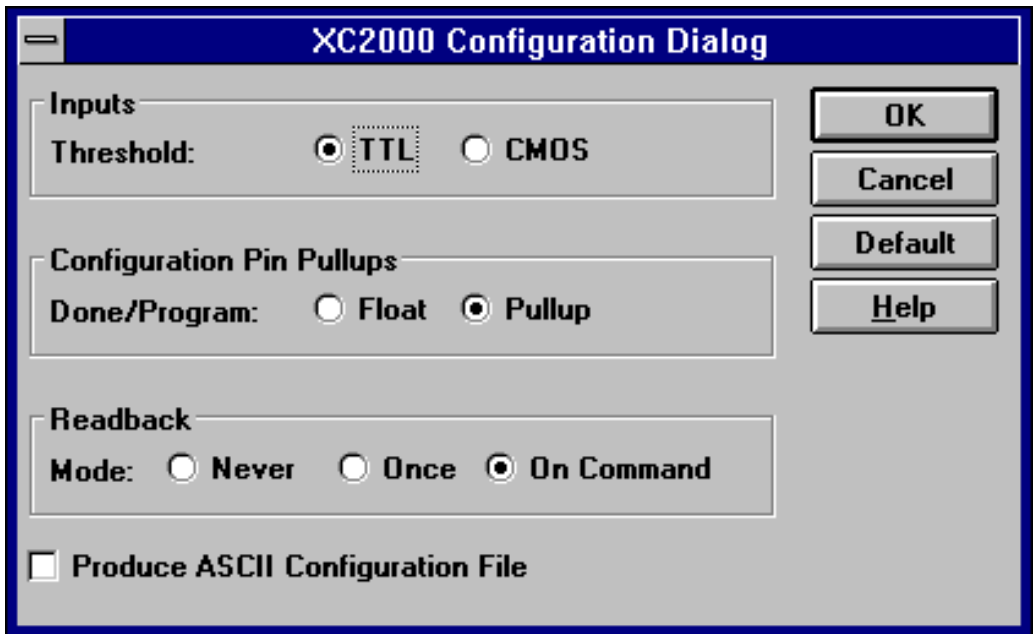 XC2000 Configuration Dialog
Inputs
Threshold: TTL CMOS
Configuration Pin Pullups
Done/Program: Float Pullup
Readback
Mode: Never Once On Command
Produce ASCII Configuration File
OK
Cancel
Default
Help